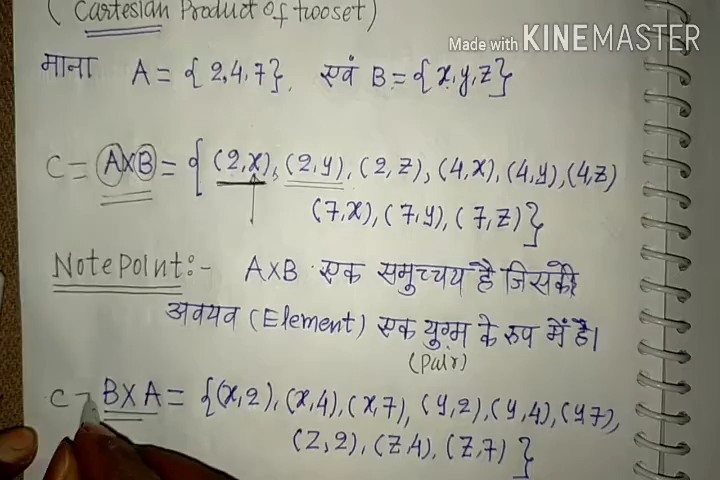 (Cartesian Product of two set)
Made with KINEMASTER
माना A = { 2,4,7}, एवं B = { x,y,z}
C = A×B = { (2,x), (2,y), (2,z), (4,x), (4,y), (4,z)
(7,x), (7,y), (7,z) }
Note Point:- A×B एक समुच्चय है जिसके
अवयव (Element) एक युग्म के रुप में है।
(Pair)
C - B×A = { (x,2), (x,4), (x,7), (y,2), (y,4), (y,7),
(z,2), (z,4), (z,7) }